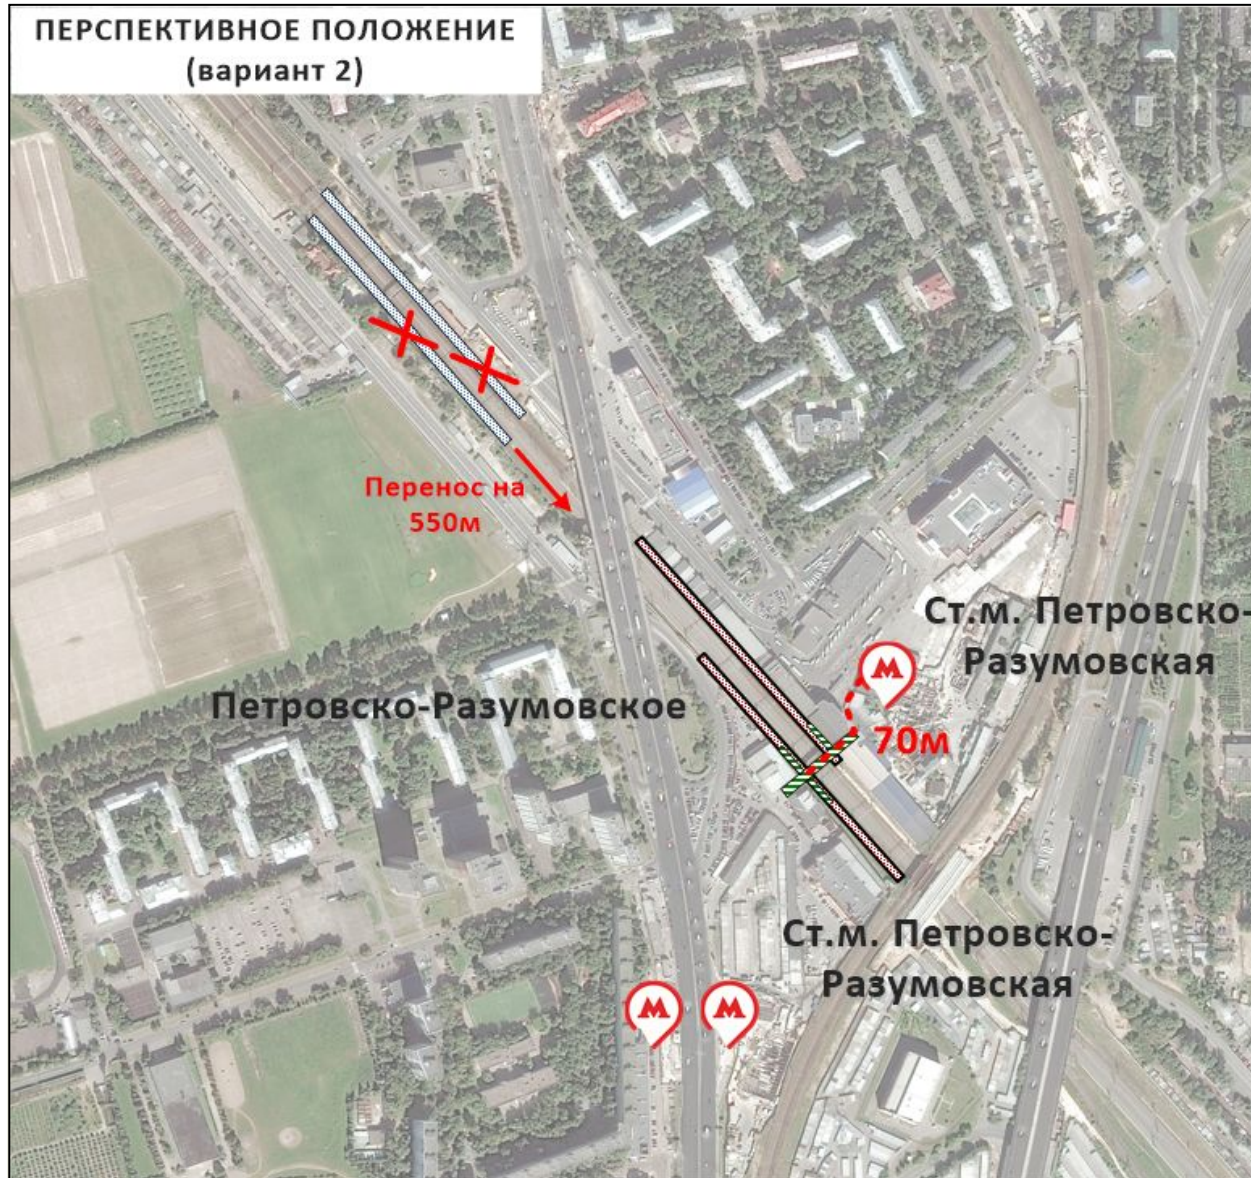 ПЕРСПЕКТИВНОЕ ПОЛОЖЕНИЕ
(вариант 2)
Перенос на
550м
Ст.м. Петровско-
Разумовская
М
Петровско-Разумовское
70м
Ст.м. Петровско-
Разумовская
М
М